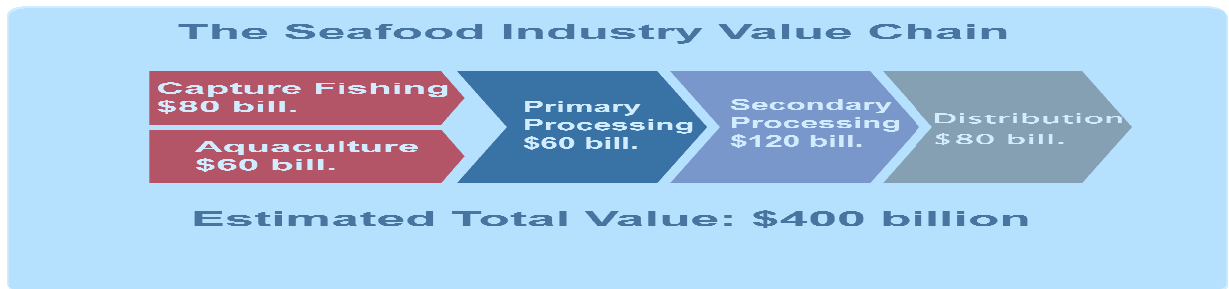 The Seafood Industry Value Chain
Capture Fishing
$80 bill.
Aquaculture
$60 bill.
Primary
Processing
$60 bill.
Secondary
Processing
$120 bill.
Distribution
$80 bill.
Estimated Total Value: $400 billion